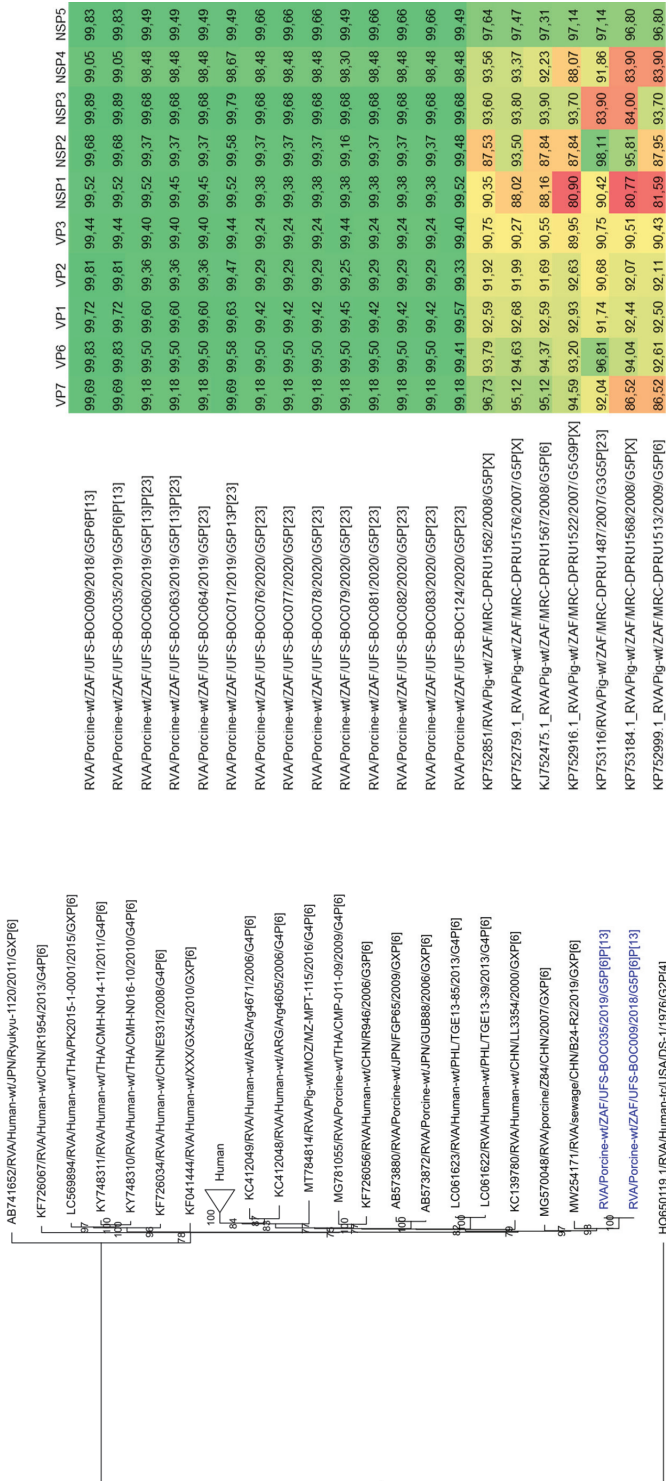 AB741652/RVA/Human-wt/JPN/Ryukyu-1120/2011/GXP[6]
KF726067/RVA/Human-wt/CHN/R1954/2013/G4P[6]
LC569894/RVA/Human-wt/THA/PK2015-1-0001/2015/GXP[6]
97
KY748311/RVA/Human-wt/THA/CMH-N014-11/2011/G4P[6]
100
KY748310/RVA/Human-wt/THA/CMH-N016-10/2010/G4P[6]
100
KF726034/RVA/Human-wt/CHN/E931/2008/G4P[6]
96
KF041444/RVA/Human-wt/XXX/GX54/2010/GXP[6]
78
Human
100
84
KC412049/RVA/Human-wt/ARG/Arg4671/2006/G4P[6]
87
KC412048/RVA/Human-wt/ARG/Arg4605/2006/G4P[6]
83
MT784814/RVA/Pig-wt/MOZ/MZ-MPT-115/2016/G4P[6]
77
MG781055/RVA/Porcine-wt/THA/CMP-011-09/2009/G4P[6]
75
100
KF726056/RVA/Human-wt/CHN/R946/2006/G3P[6]
79
AB573880/RVA/Porcine-wt/JPN/FGP65/2009/GXP[6]
100
AB573872/RVA/Porcine-wt/JPN/GUB88/2006/GXP[6]
LC061623/RVA/Human-wt/PHL/TGE13-85/2013/G4P[6]
82
100
LC061622/RVA/Human-wt/PHL/TGE13-39/2013/G4P[6]
KC139780/RVA/Human-wt/CHN/LL3354/2000/GXP[6]
79
MG570048/RVA/porcine/Z84/CHN/2007/GXP[6]
97
MW254171/RVA/sewage/CHN/B24-R2/2019/GXP[6]
98
RVA/Porcine-wt/ZAF/UFS-BOC035/2019/G5P[6]P[13]
100
RVA/Porcine-wt/ZAF/UFS-BOC009/2018/G5P[6]P[13]
HQ650119.1/RVA/Human-tc/USA/DS-1/1976/G2P[4]
VP7 VP6 VP1 VP2 VP3 NSP1 NSP2 NSP3 NSP4 NSP5
RVA/Porcine-wt/ZAF/UFS-BOC009/2018/G5P6P[13] 99,69 99,83 99,72 99,81 99,44 99,52 99,68 99,89 99,05 99,83
RVA/Porcine-wt/ZAF/UFS-BOC035/2019/G5P[6]P[13] 99,69 99,83 99,72 99,81 99,44 99,52 99,68 99,89 99,05 99,83
RVA/Porcine-wt/ZAF/UFS-BOC060/2019/G5P[13]P[23] 99,18 99,50 99,60 99,36 99,40 99,52 99,37 99,68 98,48 99,49
RVA/Porcine-wt/ZAF/UFS-BOC063/2019/G5P[13]P[23] 99,18 99,50 99,60 99,36 99,40 99,45 99,37 99,68 98,48 99,49
RVA/Porcine-wt/ZAF/UFS-BOC064/2019/G5P[23] 99,18 99,50 99,60 99,36 99,40 99,45 99,37 99,68 98,48 99,49
RVA/Porcine-wt/ZAF/UFS-BOC071/2019/G5P13P[23] 99,69 99,58 99,63 99,47 99,44 99,52 99,58 99,79 98,67 99,49
RVA/Porcine-wt/ZAF/UFS-BOC076/2020/G5P[23] 99,18 99,50 99,42 99,29 99,24 99,38 99,37 99,68 98,48 99,66
RVA/Porcine-wt/ZAF/UFS-BOC077/2020/G5P[23] 99,18 99,50 99,42 99,29 99,24 99,38 99,37 99,68 98,48 99,66
RVA/Porcine-wt/ZAF/UFS-BOC078/2020/G5P[23] 99,18 99,50 99,42 99,29 99,24 99,38 99,37 99,68 98,48 99,66
RVA/Porcine-wt/ZAF/UFS-BOC079/2020/G5P[23] 99,18 99,50 99,45 99,25 99,44 99,38 99,16 99,68 98,30 99,49
RVA/Porcine-wt/ZAF/UFS-BOC081/2020/G5P[23] 99,18 99,50 99,42 99,29 99,24 99,38 99,37 99,68 98,48 99,66
RVA/Porcine-wt/ZAF/UFS-BOC082/2020/G5P[23] 99,18 99,50 99,42 99,29 99,24 99,38 99,37 99,68 98,48 99,66
RVA/Porcine-wt/ZAF/UFS-BOC083/2020/G5P[23] 99,18 99,50 99,42 99,29 99,24 99,38 99,37 99,68 98,48 99,66
RVA/Porcine-wt/ZAF/UFS-BOC124/2020/G5P[23] 99,18 99,41 99,57 99,33 99,40 99,52 99,48 99,68 98,48 99,49
KP752851/RVA/Pig-wt/ZAF/MRC-DPRU1562/2008/G5P[X] 96,73 93,79 92,59 91,92 90,75 90,35 87,53 93,60 93,56 97,64
KP752759.1_RVA/Pig-wt/ZAF/MRC-DPRU1576/2007/G5P[X] 95,12 94,63 92,68 91,99 90,27 88,02 93,50 93,80 93,37 97,47
KJ752475.1_RVA/Pig-wt/ZAF/MRC-DPRU1567/2008/G5P[6] 95,12 94,37 92,59 91,69 90,55 88,16 87,84 93,90 92,23 97,31
KP752916.1_RVA/Pig-wt/ZAF/MRC-DPRU1522/2007/G5G9P[X] 94,59 93,20 92,93 92,63 89,95 80,90 87,84 93,70 88,07 97,14
KP753116/RVA/Pig-wt/ZAF/MRC-DPRU1487/2007/G3G5P[23] 92,04 96,81 91,74 90,68 90,75 90,42 98,11 83,90 91,86 97,14
KP753184.1_RVA/Pig-wt/ZAF/MRC-DPRU1568/2008/G5P[X] 86,52 94,04 92,44 92,07 90,51 80,77 95,81 84,00 83,90 96,80
KP752999.1_RVA/Pig-wt/ZAF/MRC-DPRU1513/2009/G5P[6] 86,52 92,61 92,50 92,11 90,43 81,59 87,95 93,70 83,90 96,80